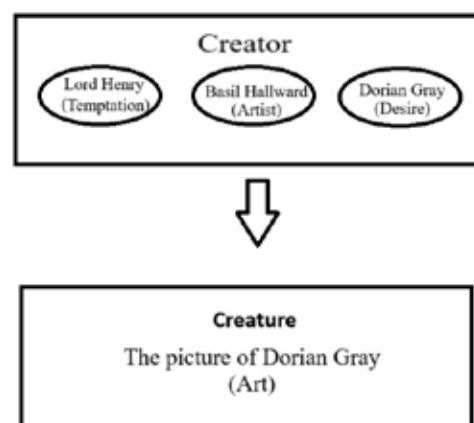 Creator
Lord Henry
(Temptation)
Basil Hallward
(Artist)
Dorian Gray
(Desire)
Creature
The picture of Dorian Gray
(Art)